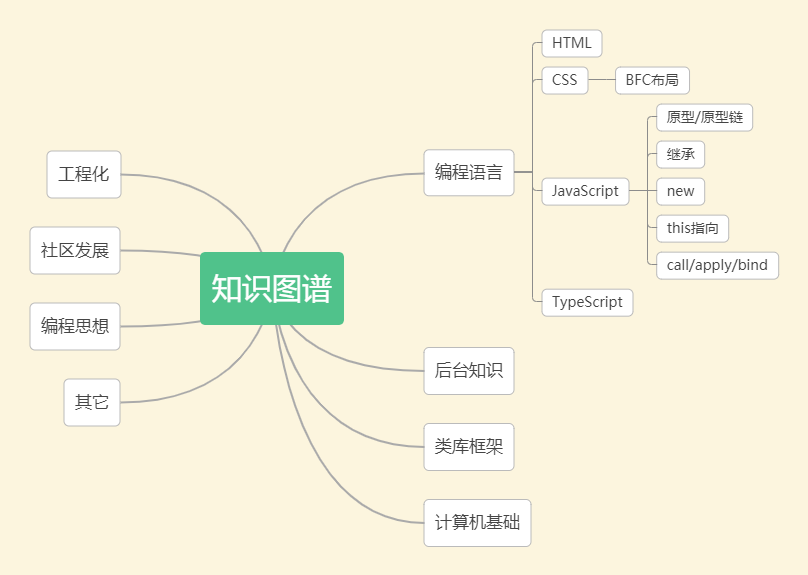 知识图谱
编程语言
HTML
CSS
BFC布局
JavaScript
原型/原型链
继承
new
this指向
call/apply/bind
TypeScript
后台知识
类库框架
计算机基础
工程化
社区发展
编程思想
其它